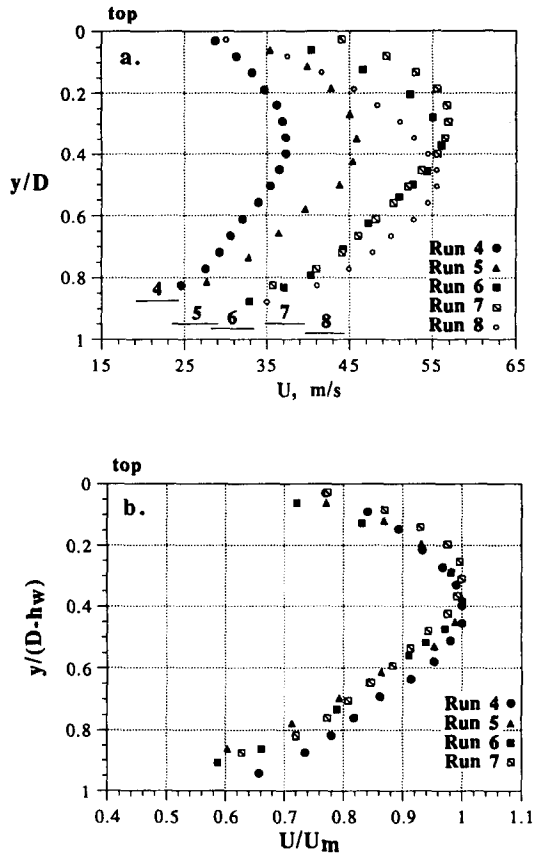 top
a.
0
0.2
0.4
0.6
0.8
1
y/D
4
5
6
7
8
Run 4
Run 5
Run 6
Run 7
Run 8
15 25 35 45 55 65
U, m/s
top
b.
0
0.2
0.4
0.6
0.8
1
y/(D-hw)
Run 4
Run 5
Run 6
Run 7
0.4 0.5 0.6 0.7 0.8 0.9 1 1.1
U/Um